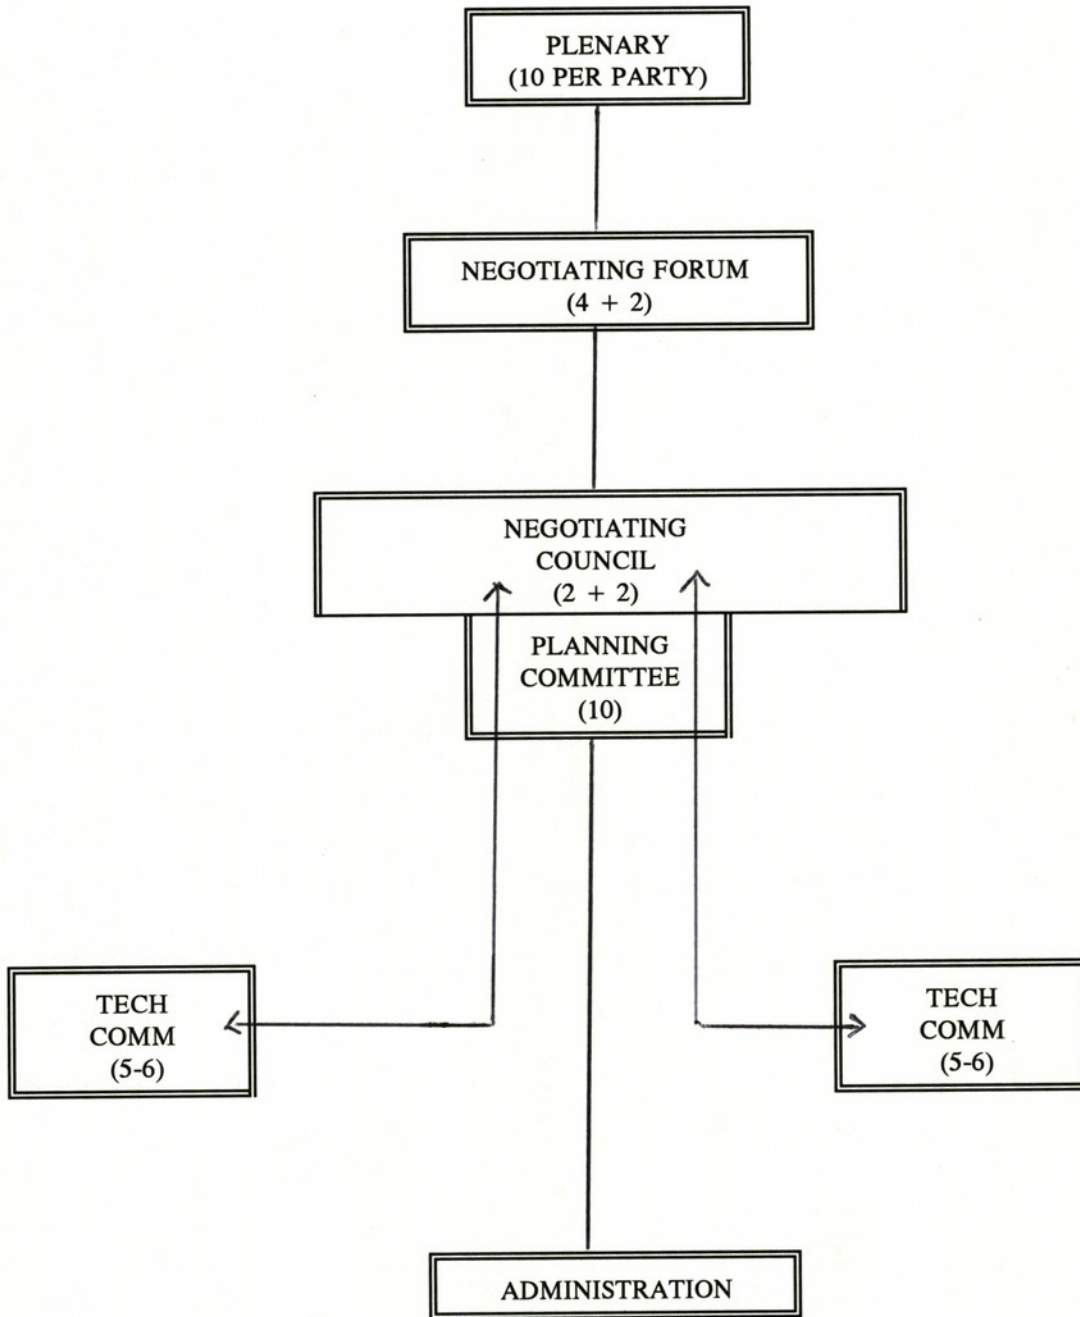 PLENARY
(10 PER PARTY)
NEGOTIATING FORUM
(4 + 2)
NEGOTIATING
COUNCIL
(2 + 2)
PLANNING
COMMITTEE
(10)
TECH
COMM
(5-6)
TECH
COMM
(5-6)
ADMINISTRATION